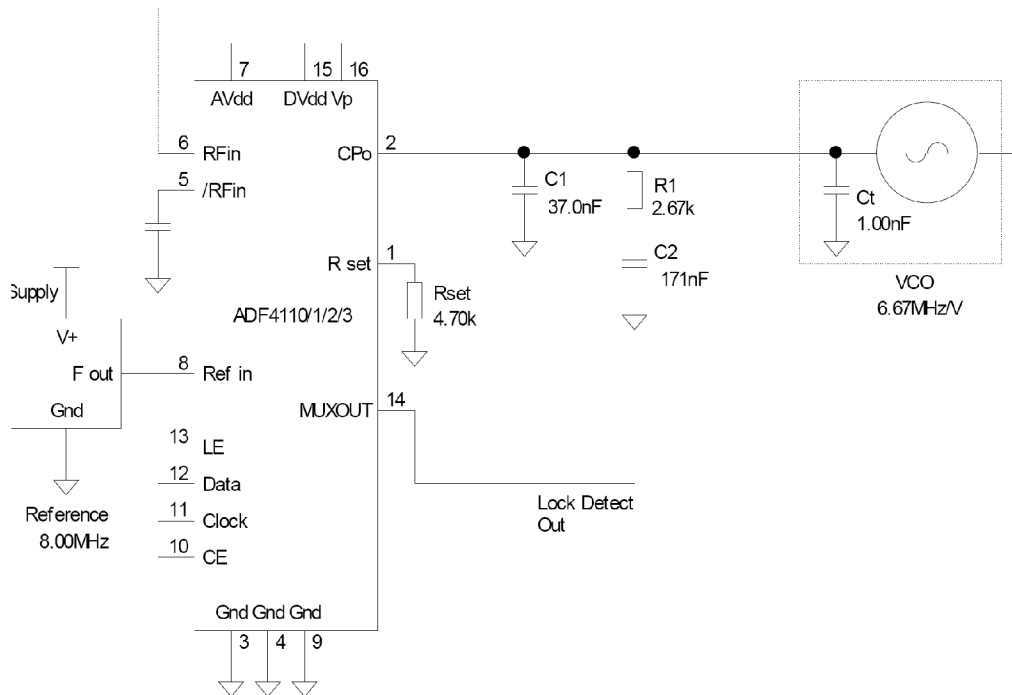 7 15 16
AVdd DVdd Vp
6 RFin CPo 2
5 /RFin
C1
37.0nF
R1
2.67k
Ct
1.00nF
C2
171nF
1
R set
Rset
4.70k
VCO
6.67MHz/V
Supply
ADF4110/1/2/3
V+
F out 8 Ref in
Gnd
MUXOUT 14
13 LE
12 Data
Lock Detect
Out
Reference
8.00MHz
11 Clock
10 CE
Gnd Gnd Gnd
3 4 9